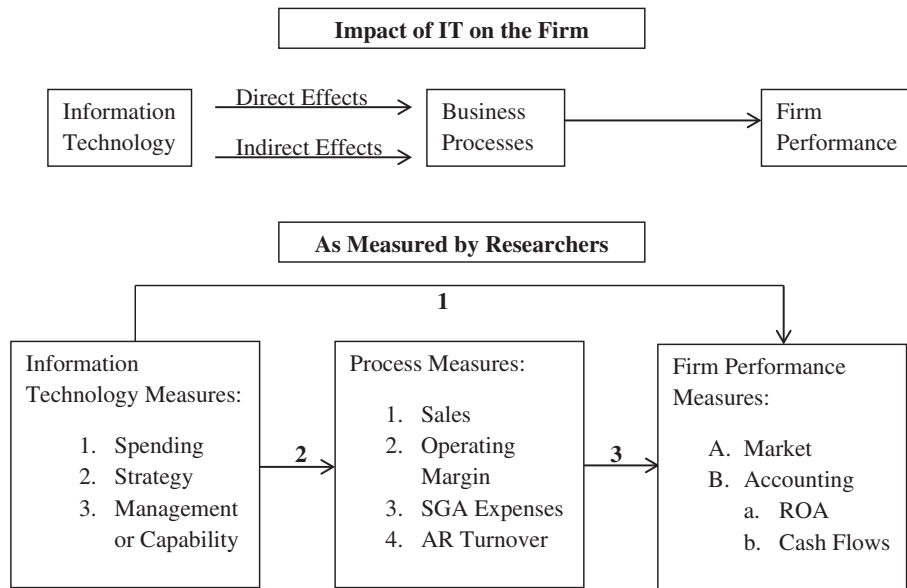 Impact of IT on the Firm
Information
Technology
Direct Effects
Indirect Effects
Business
Processes
Firm
Performance
As Measured by Researchers
1
Information
Technology Measures:
1. Spending
2. Strategy
3. Management
or Capability
2
Process Measures:
1. Sales
2. Operating
Margin
3. SGA Expenses
4. AR Turnover
3
Firm Performance
Measures:
A. Market
B. Accounting
a. ROA
b. Cash Flows